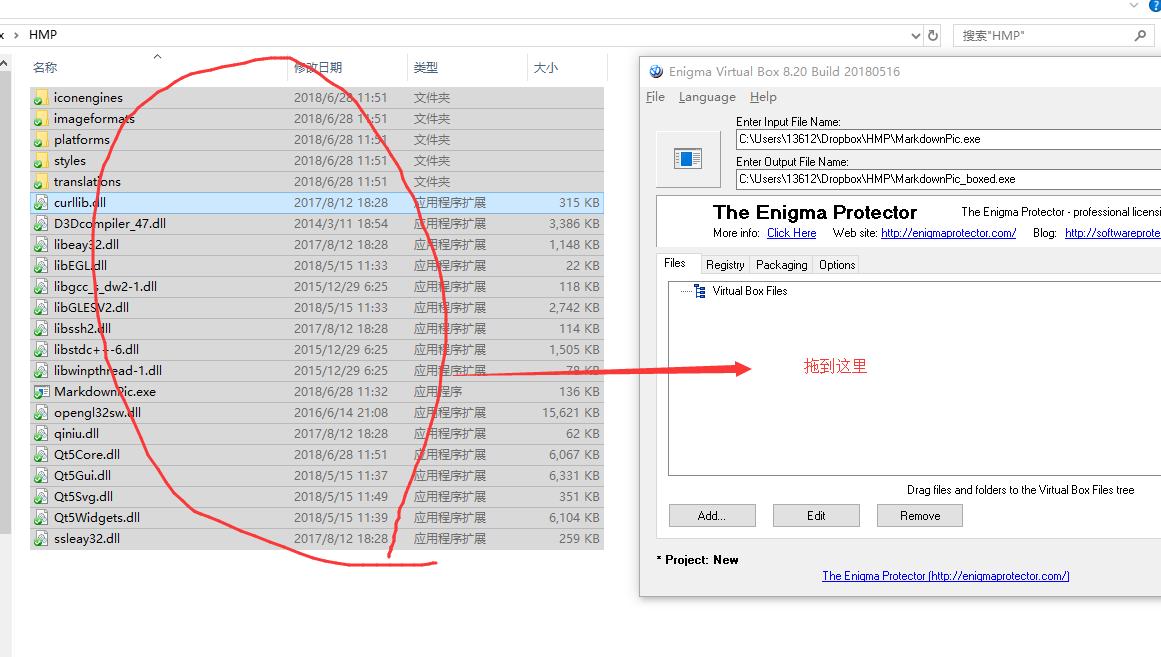 x › HMP
搜索"HMP"
名称 修改日期 类型 大小
iconengines 2018/6/28 11:51 文件夹
imageformats 2018/6/28 11:51 文件夹
platforms 2018/6/28 11:51 文件夹
styles 2018/6/28 11:51 文件夹
translations 2018/6/28 11:51 文件夹
curllib.dll 2017/8/12 18:28 应用程序扩展 315 KB
D3Dcompiler_47.dll 2014/3/11 18:54 应用程序扩展 3,386 KB
libeay32.dll 2017/8/12 18:28 应用程序扩展 1,148 KB
libEGL.dll 2018/5/15 11:33 应用程序扩展 22 KB
libgcc_s_dw2-1.dll 2015/12/29 6:25 应用程序扩展 118 KB
libGLESV2.dll 2018/5/15 11:33 应用程序扩展 2,742 KB
libssh2.dll 2017/8/12 18:28 应用程序扩展 114 KB
libstdc++-6.dll 2015/12/29 6:25 应用程序扩展 1,505 KB
libwinpthread-1.dll 2015/12/29 6:25 应用程序扩展 78 KB
MarkdownPic.exe 2018/6/28 11:32 应用程序 136 KB
opengl32sw.dll 2016/6/14 21:08 应用程序扩展 15,621 KB
qiniu.dll 2017/8/12 18:28 应用程序扩展 62 KB
Qt5Core.dll 2018/6/28 11:51 应用程序扩展 6,067 KB
Qt5Gui.dll 2018/5/15 11:37 应用程序扩展 6,331 KB
Qt5Svg.dll 2018/5/15 11:49 应用程序扩展 351 KB
Qt5Widgets.dll 2018/5/15 11:39 应用程序扩展 6,104 KB
ssleay32.dll 2017/8/12 18:28 应用程序扩展 259 KB
Enigma Virtual Box 8.20 Build 20180516
File Language Help
Enter Input File Name:
C:\Users\13612\Dropbox\HMP\MarkdownPic.exe
Enter Output File Name:
C:\Users\13612\Dropbox\HMP\MarkdownPic_boxed.exe
The Enigma Protector The Enigma Protector - professional licensi
More info: Click Here Web site: http://enigmaprotector.com/ Blog: http://softwareprote
Files Registry Packaging Options
Virtual Box Files
拖到这里
Drag files and folders to the Virtual Box Files tree
Add... Edit Remove
* Project: New
The Enigma Protector (http://enigmaprotector.com/)